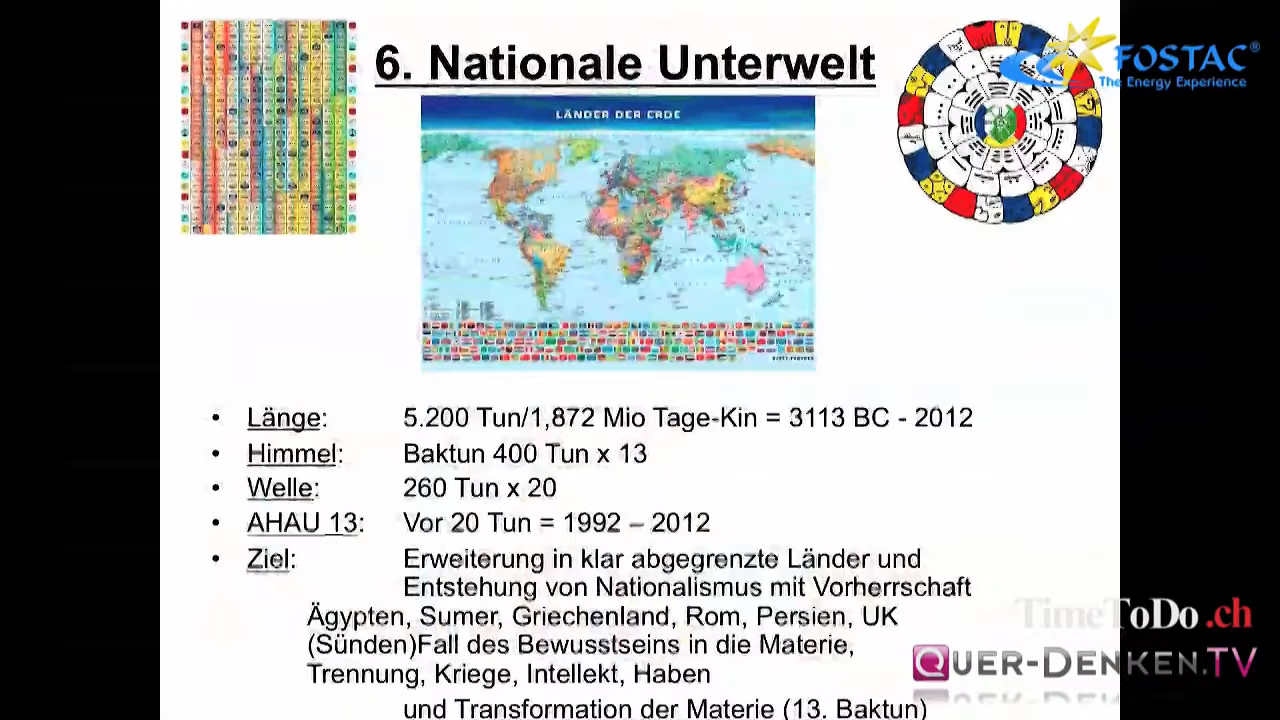 6. Nationale Unterwelt
FOSTAC®
The Energy Experience
LÄNDER DER ERDE
• Länge: 5.200 Tun/1,872 Mio Tage-Kin = 3113 BC - 2012
• Himmel: Baktun 400 Tun x 13
• Welle: 260 Tun x 20
• AHAU 13: Vor 20 Tun = 1992 – 2012
• Ziel: Erweiterung in klar abgegrenzte Länder und
Entstehung von Nationalismus mit Vorherrschaft
Ägypten, Sumer, Griechenland, Rom, Persien, UK
(Sünden)Fall des Bewusstseins in die Materie,
Trennung, Kriege, Intellekt, Haben
und Transformation der Materie (13. Baktun)
TimeToDo.ch
QUER-DENKEN.TV